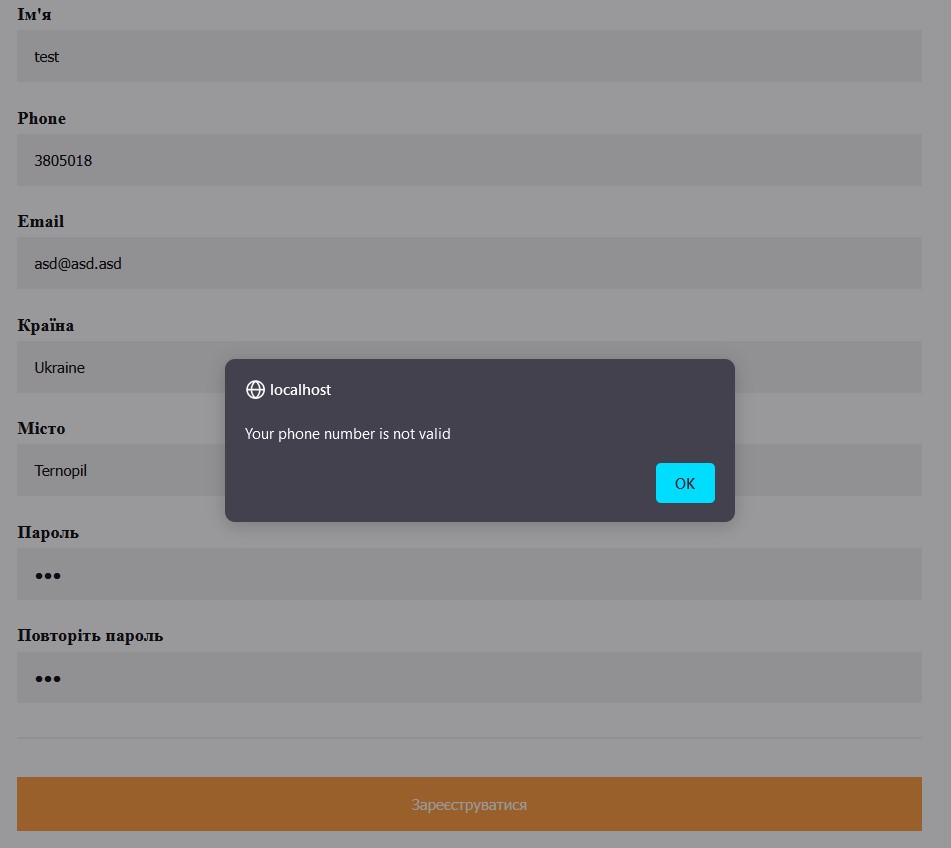 Ім'я
test
Phone
3805018
Email
asd@asd.asd
Країна
Ukraine
localhost
Your phone number is not valid
OK
Місто
Ternopil
Пароль
•••
Повторіть пароль
•••
Зареєструватися